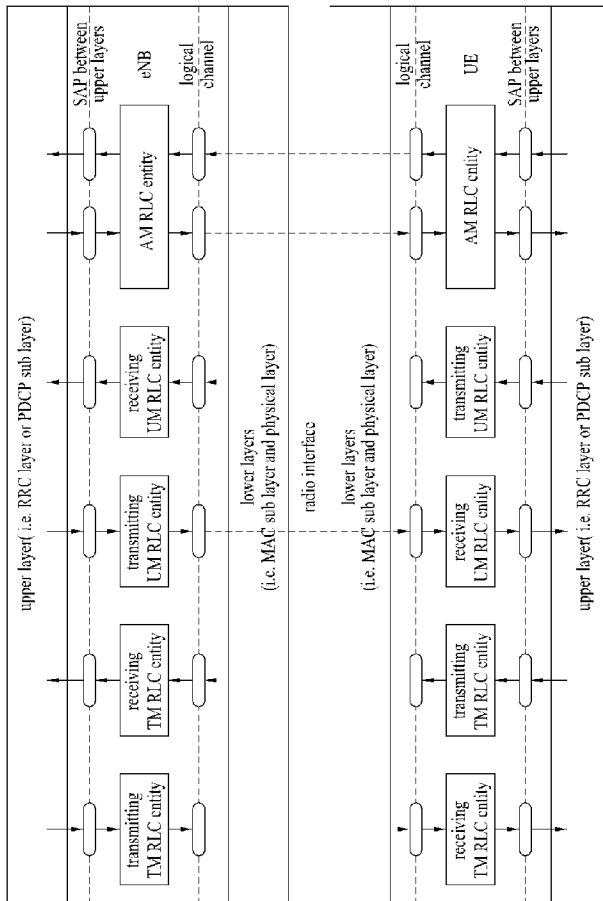 upper layer( i.e. RRC layer or PDCP sub layer)
SAP between
upper layers
transmitting
TM RLC entity
receiving
TM RLC entity
transmitting
UM RLC entity
receiving
UM RLC entity
AM RLC entity
eNB
logical
channel
lower layers
(i.e. MAC sub layer and physical layer)
radio interface
lower layers
(i.e. MAC sub layer and physical layer)
logical
channel
receiving
TM RLC entity
transmitting
TM RLC entity
receiving
UM RLC entity
transmitting
UM RLC entity
AM RLC entity
UE
SAP between
upper layers
upper layer( i.e. RRC layer or PDCP sub layer)